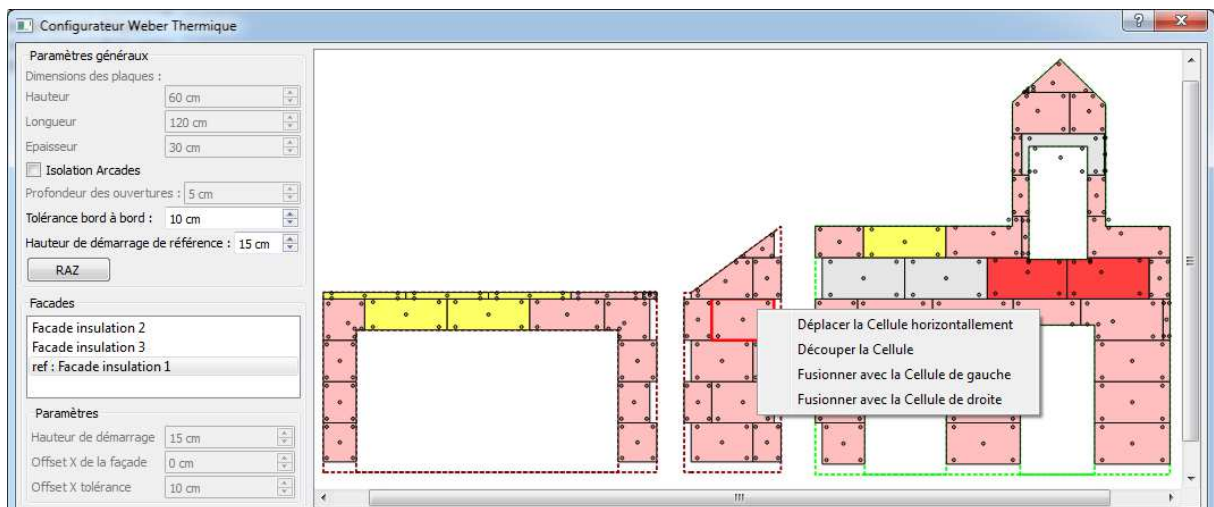 Configurateur Weber Thermique
Paramètres généraux
Dimensions des plaques :
Hauteur 60 cm
Longueur 120 cm
Epaisseur 30 cm
Isolation Arcades
Profondeur des ouvertures : 5 cm
Tolérance bord à bord : 10 cm
Hauteur de démarrage de référence : 15 cm
RAZ
Facades
Facade insulation 2
Facade insulation 3
ref : Facade insulation 1
Paramètres
Hauteur de démarrage 15 cm
Offset X de la façade 0 cm
Offset X tolérance 10 cm
Déplacer la Cellule horizontallement
Découper la Cellule
Fusionner avec la Cellule de gauche
Fusionner avec la Cellule de droite